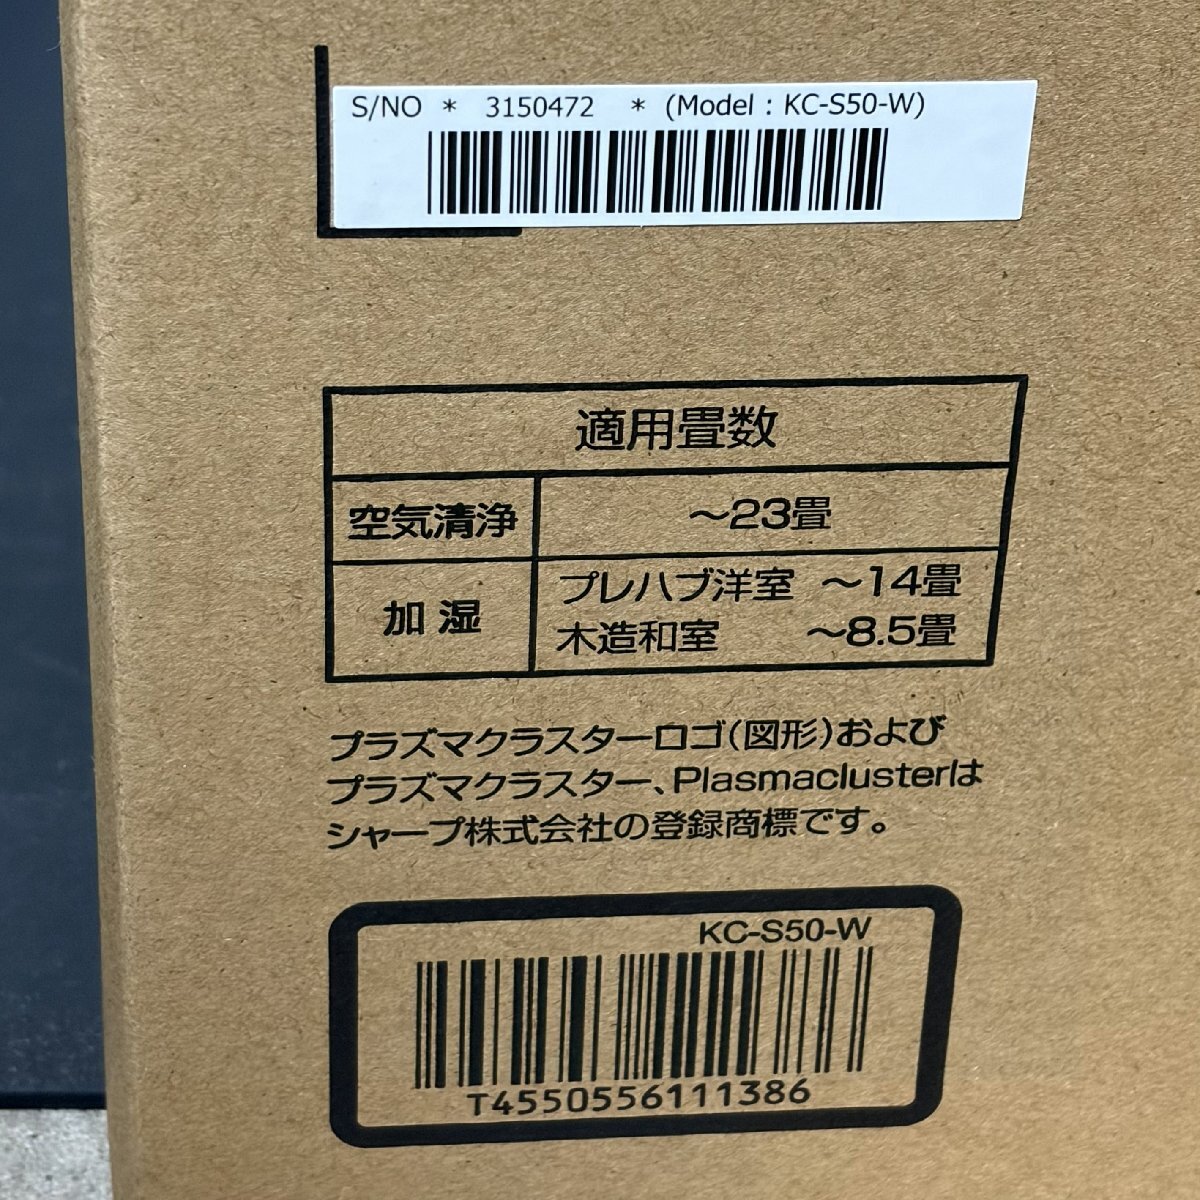 S/NO * 3150472 * (Model : KC-S50-W)
適用畳数
空気清浄 〜23畳
加湿 プレハブ洋室 〜14畳
木造和室 〜8.5畳
プラズマクラスターロゴ(図形)および
プラズマクラスター、Plasmaclusterは
シャープ株式会社の登録商標です。
KC-S50-W
T4550556111386